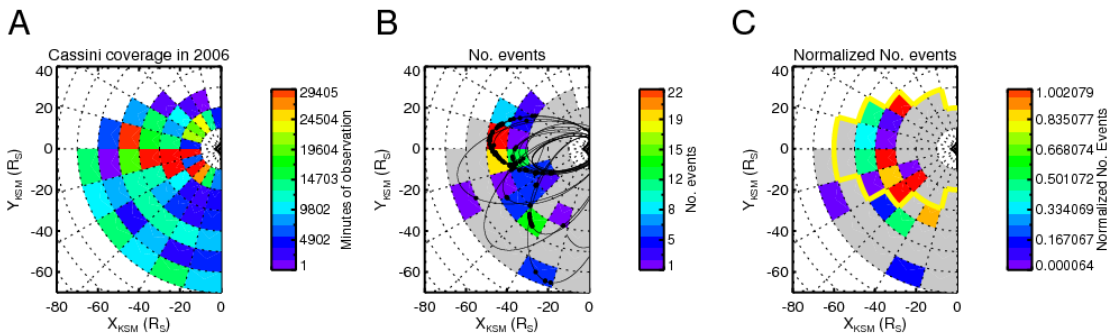 A
B
C
Cassini coverage in 2006
No. events
Normalized No. events
40
20
0
-20
-40
-60
Y_KSM (R_S)
-80 -60 -40 -20 0
X_KSM (R_S)
29405
24504
19604
14703
9802
4902
1
Minutes of observation
40
20
0
-20
-40
-60
Y_KSM (R_S)
-80 -60 -40 -20 0
X_KSM (R_S)
22
19
15
12
8
5
1
No. events
40
20
0
-20
-40
-60
Y_KSM (R_S)
-80 -60 -40 -20 0
X_KSM (R_S)
1.002079
0.835077
0.668074
0.501072
0.334069
0.167067
0.000064
Normalized No. Events